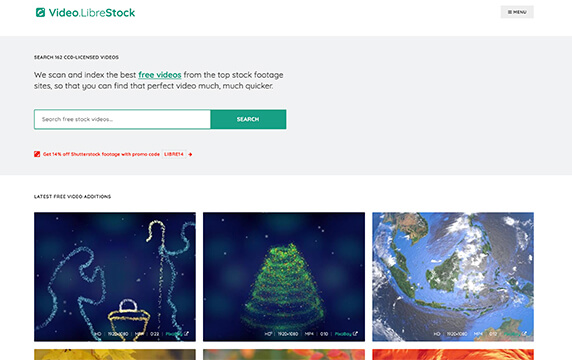 Video.LibreStock
≡ MENU
SEARCH 162 CC0-LICENSED VIDEOS
We scan and index the best free videos from the top stock footage
sites, so that you can find that perfect video much, much quicker.
Search free stock videos...
SEARCH
Get 14% off Shutterstock footage with promo code LIBRE14 →
LATEST FREE VIDEO ADDITIONS
HD | 1920x1080 | MP4 | 0:22 | PixaBay
HD | 1920x1080 | MP4 | 0:10 | PixaBay
HD | 1920x1080 | MP4 | PixaBay